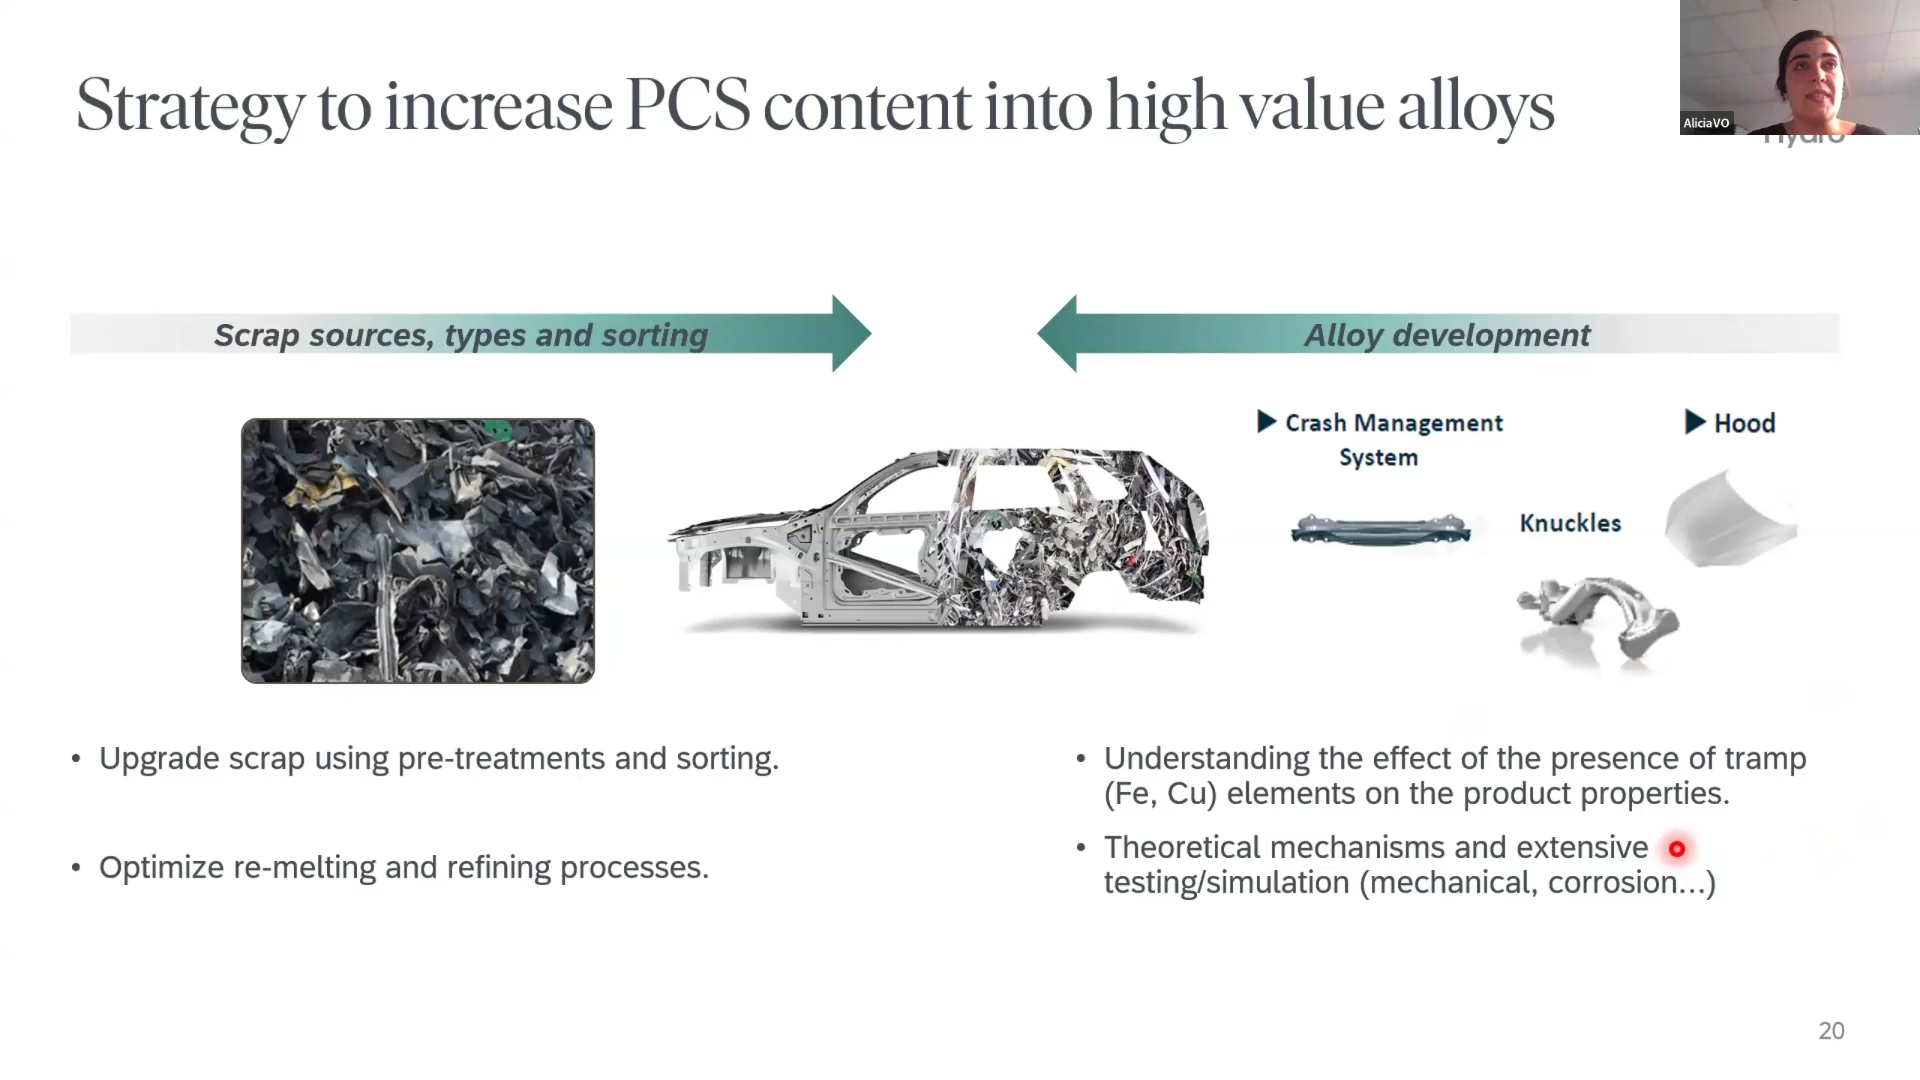 AliciaVO
Hydro
Strategy to increase PCS content into high value alloys
Scrap sources, types and sorting
Alloy development
▶ Crash Management
System
▶ Hood
Knuckles
• Upgrade scrap using pre-treatments and sorting.
• Optimize re-melting and refining processes.
• Understanding the effect of the presence of tramp
(Fe, Cu) elements on the product properties.
• Theoretical mechanisms and extensive
testing/simulation (mechanical, corrosion...)
20